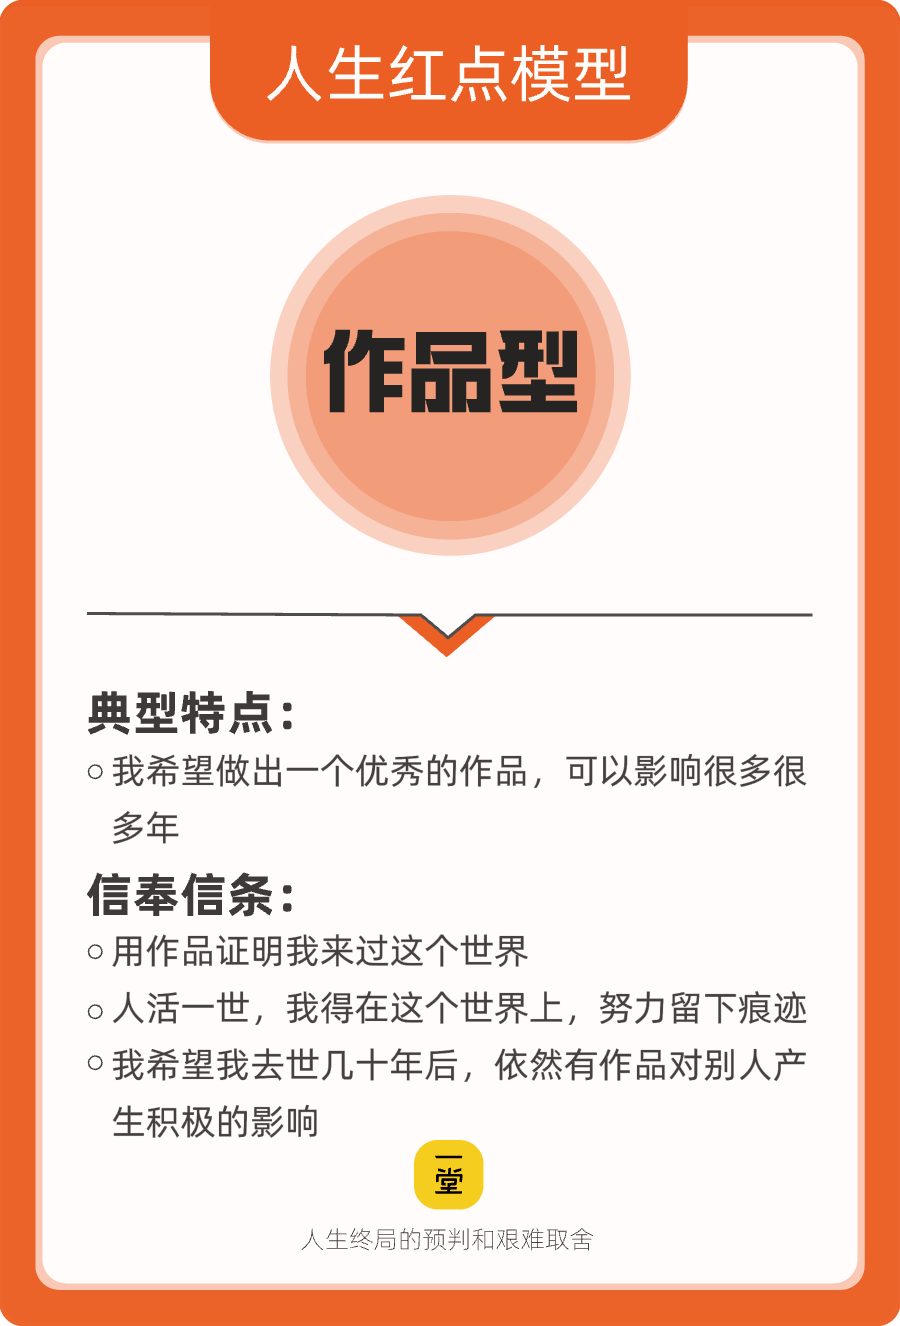 人生红点模型
作品型
典型特点：
我希望做出一个优秀的作品，可以影响很多很
多年
信奉信条：
用作品证明我来过这个世界
人活一世，我得在这个世界上，努力留下痕迹
我希望我去世几十年后，依然有作品对别人产
生积极的影响
一
堂
人生终局的预判和艰难取舍